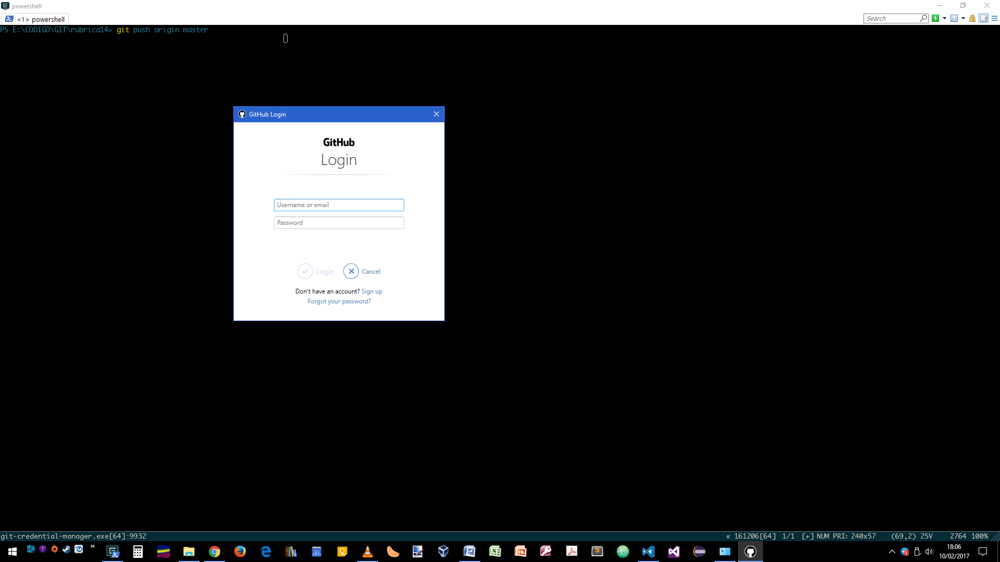 powershell
<1> powershell
Search
PS E:\CODIGO\GIT\rubrica14> git push origin master
GitHub Login
GitHub
Login
Username or email
Password
Login
Cancel
Don't have an account? Sign up
Forgot your password?
git-credential-manager.exe[64]:9932
« 161206[64] 1/1 [+] NUM PRI: 240x57 (69,2) 25V 2764 100%
31
18:06
10/02/2017